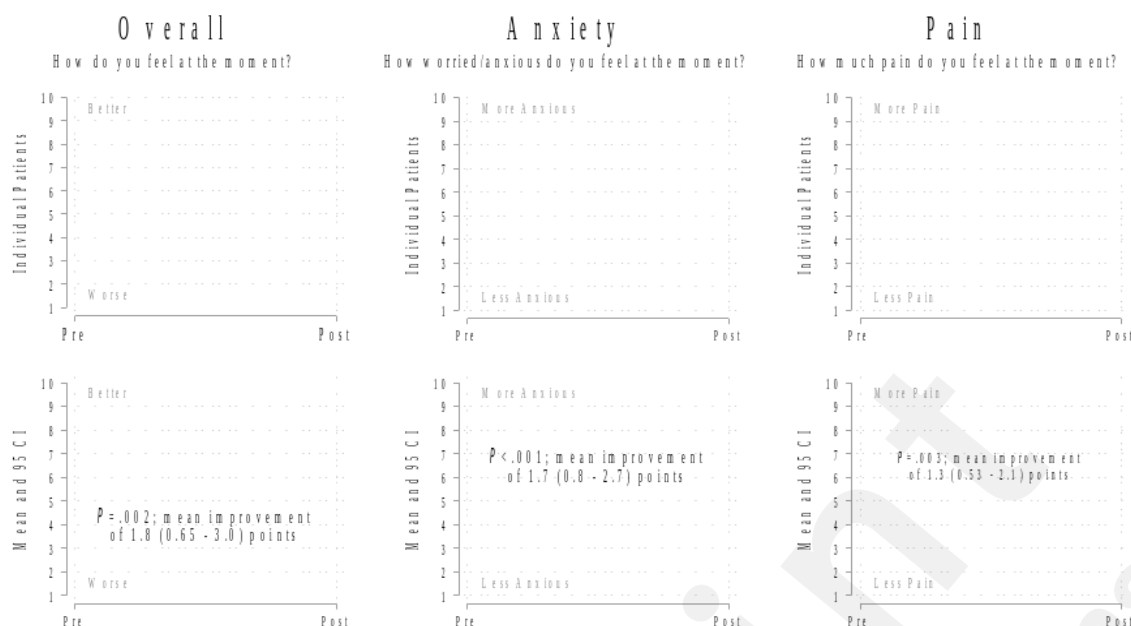 Overall
How do you feel at the moment?
10
Better
9
8
7
6
5
4
3
2
Worse
1
Individual Patients
Pre Post
Anxiety
How worried/anxious do you feel at the moment?
10
More Anxious
9
8
7
6
5
4
3
2
Less Anxious
1
Individual Patients
Pre Post
Pain
How much pain do you feel at the moment?
10
More Pain
9
8
7
6
5
4
3
2
Less Pain
1
Individual Patients
Pre Post
10
Better
9
8
7
6
5
P=.002; mean improvement
4
of 1.8 (0.65 - 3.0) points
3
2
Worse
1
Mean and 95 CI
Pre Post
10
More Anxious
9
8
7
P<.001; mean improvement
of 1.7 (0.8 - 2.7) points
6
5
4
3
2
Less Anxious
1
Mean and 95 CI
Pre Post
10
More Pain
9
8
7
P=.003; mean improvement
of 1.3 (0.53 - 2.1) points
6
5
4
3
2
Less Pain
1
Mean and 95 CI
Pre Post